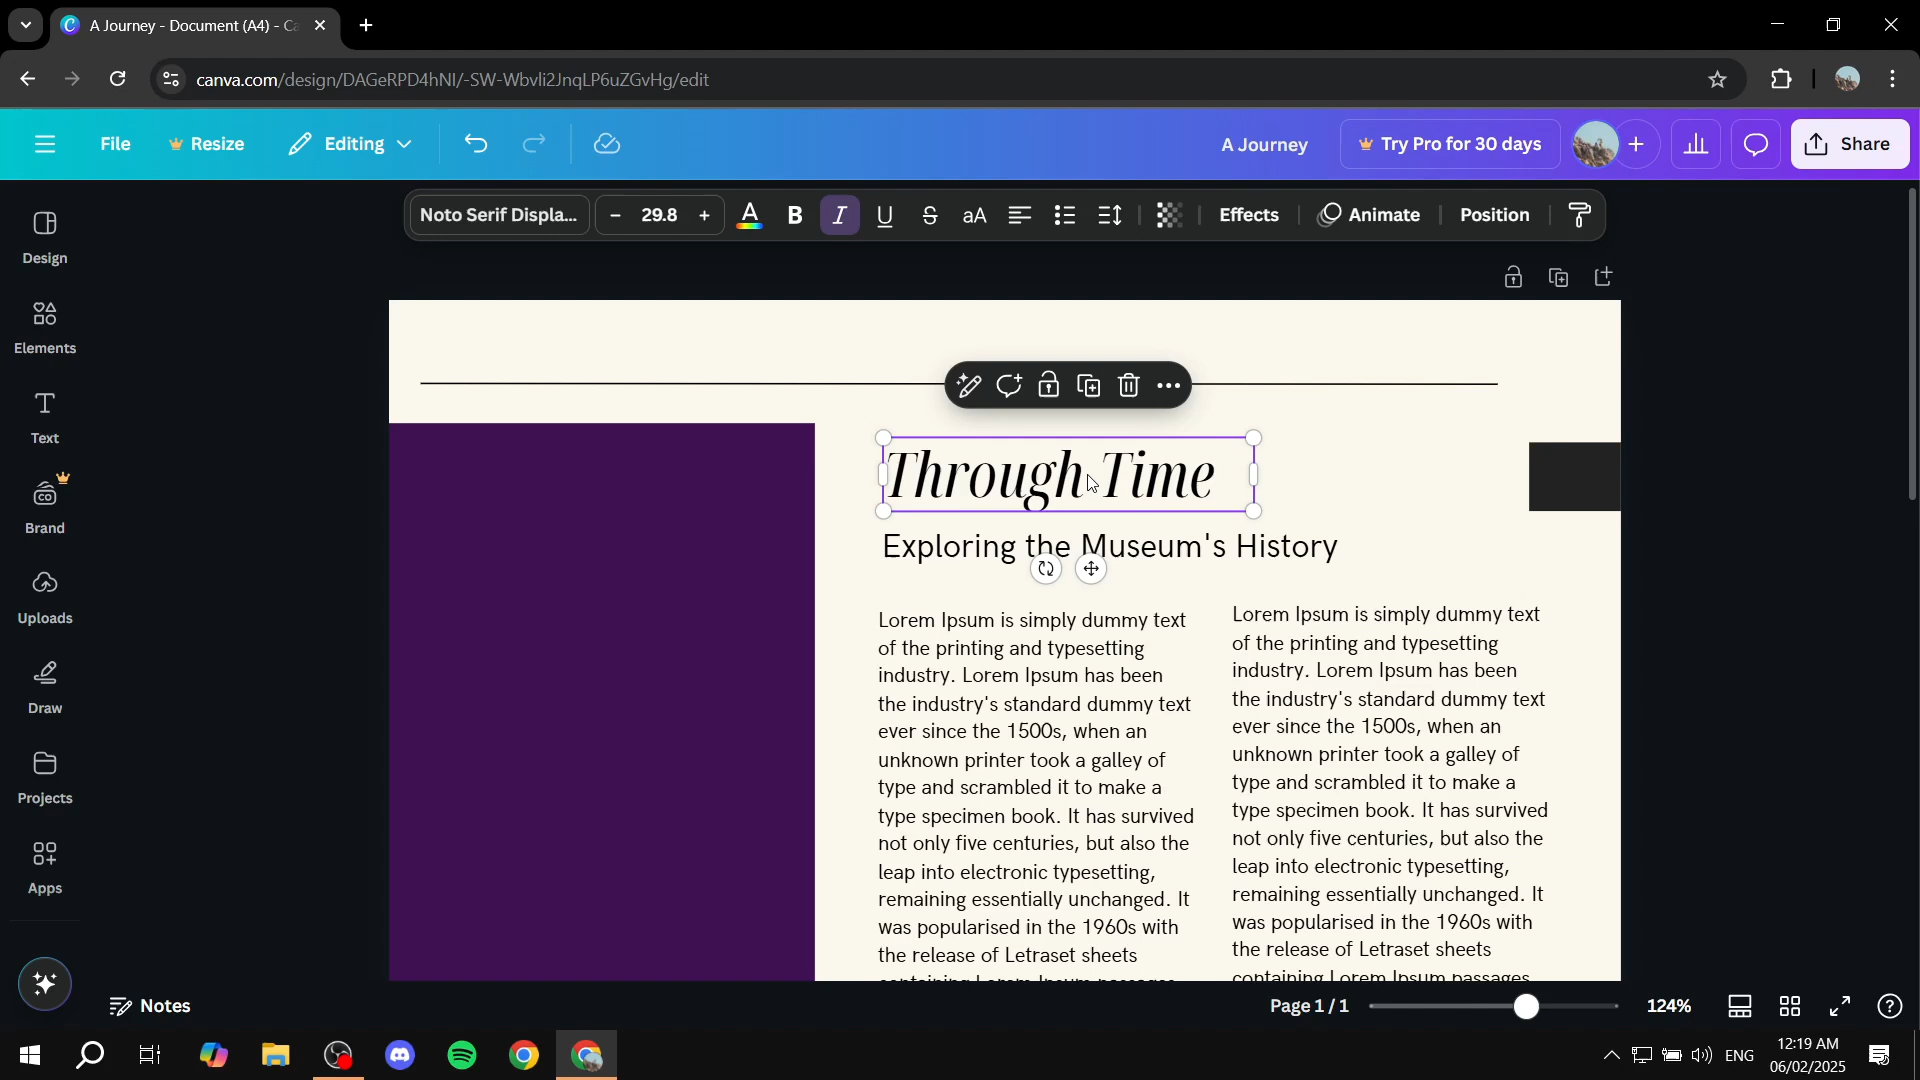 A Journey - Document (A4) - Ca
canva.com/design/DAGeRPD4hNI/-SW-Wbvli2JnqLP6uZGvHg/edit
File
Resize
Editing
A Journey
Try Pro for 30 days
Share
Noto Serif Displa...
- 29.8 +
A
B
I
U
S
aA
Effects
Animate
Position
Design
Elements
Text
Brand
Uploads
Draw
Projects
Apps
Through Time
Exploring the Museum's History
Lorem Ipsum is simply dummy text
of the printing and typesetting
industry. Lorem Ipsum has been
the industry's standard dummy text
ever since the 1500s, when an
unknown printer took a galley of
type and scrambled it to make a
type specimen book. It has survived
not only five centuries, but also the
leap into electronic typesetting,
remaining essentially unchanged. It
was popularised in the 1960s with
the release of Letraset sheets
containing Lorem Ipsum passages
Lorem Ipsum is simply dummy text
of the printing and typesetting
industry. Lorem Ipsum has been
the industry's standard dummy text
ever since the 1500s, when an
unknown printer took a galley of
type and scrambled it to make a
type specimen book. It has survived
not only five centuries, but also the
leap into electronic typesetting,
remaining essentially unchanged. It
was popularised in the 1960s with
the release of Letraset sheets
containing Lorem Ipsum passages
Notes
Page 1 / 1
124%
ENG
12:19 AM
06/02/2025